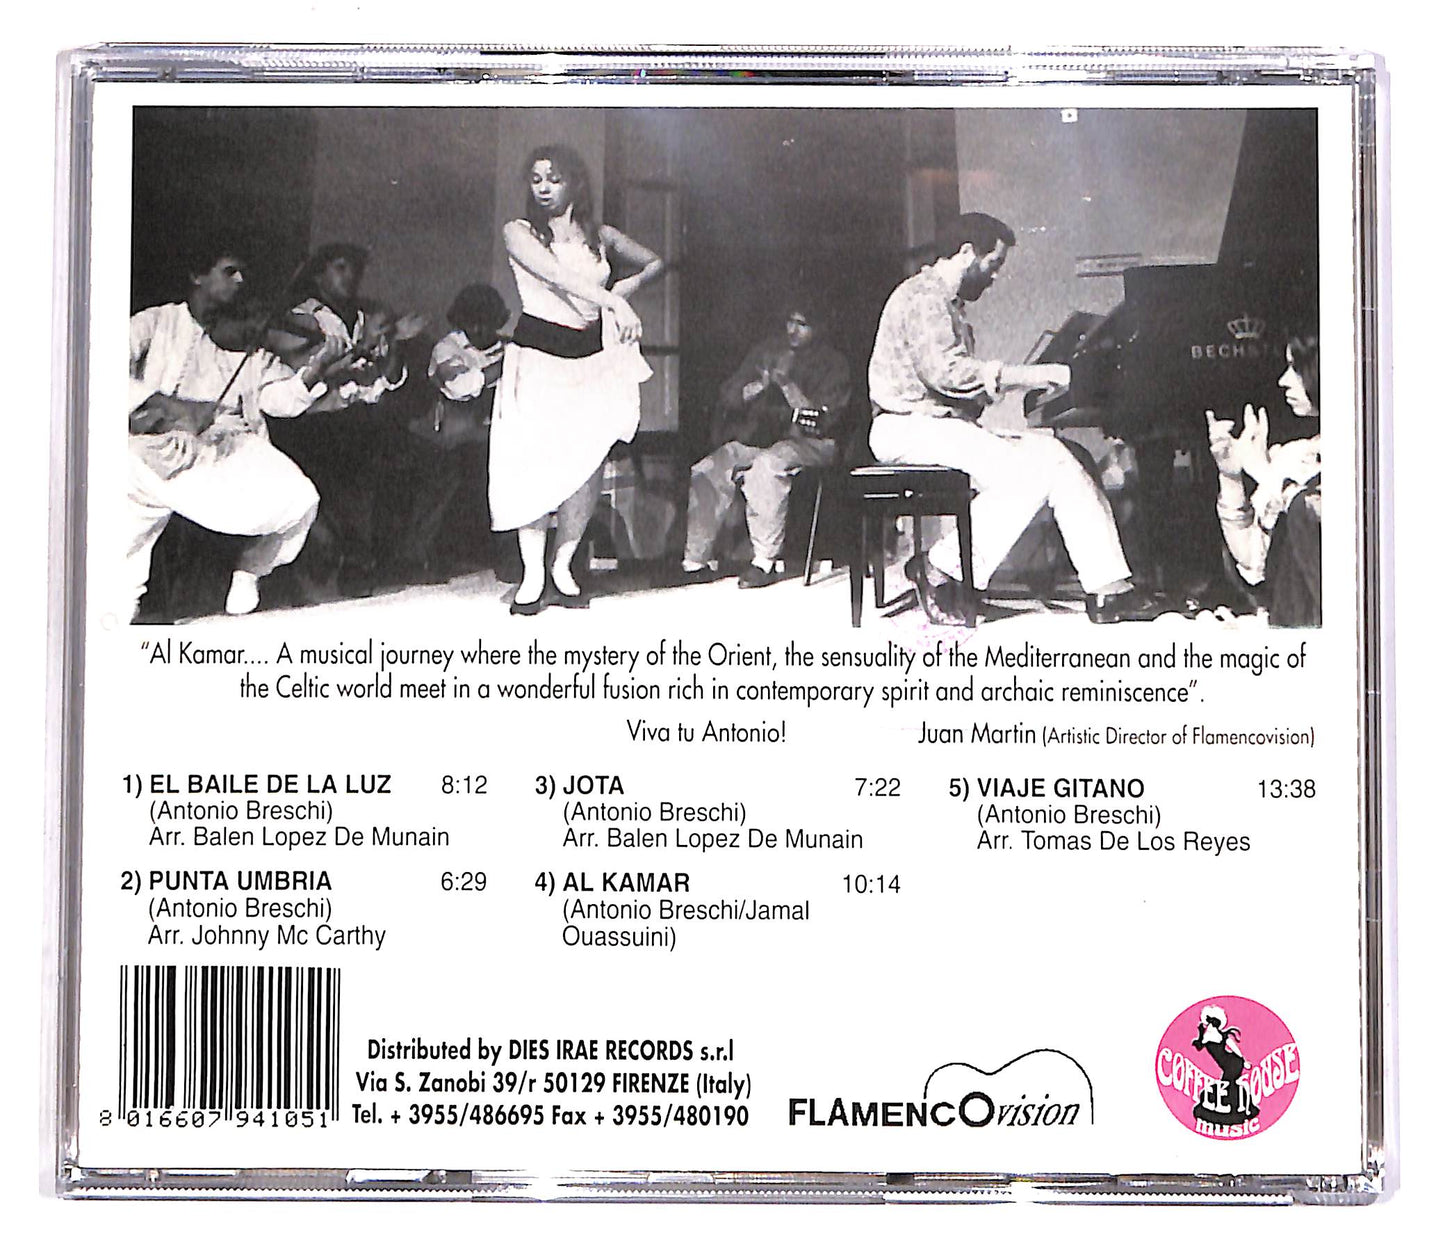 BECHSTE
“Al Kamar.... A musical journey where the mystery of the Orient, the sensuality of the Mediterranean and the magic of
the Celtic world meet in a wonderful fusion rich in contemporary spirit and archaic reminiscence”.
Viva tu Antonio!
Juan Martin (Artistic Director of Flamencovision)
1) EL BAILE DE LA LUZ 8:12
(Antonio Breschi)
Arr. Balen Lopez De Munain
2) PUNTA UMBRIA 6:29
(Antonio Breschi)
Arr. Johnny Mc Carthy
3) JOTA 7:22
(Antonio Breschi)
Arr. Balen Lopez De Munain
4) AL KAMAR 10:14
(Antonio Breschi/Jamal
Ouassuini)
5) VIAJE GITANO 13:38
(Antonio Breschi)
Arr. Tomas De Los Reyes
8 016607 941051
Distributed by DIES IRAE RECORDS s.r.l
Via S. Zanobi 39/r 50129 FIRENZE (Italy)
Tel. + 3955/486695 Fax + 3955/480190
FLAMENCOvision
COFFEE HOUSE
music